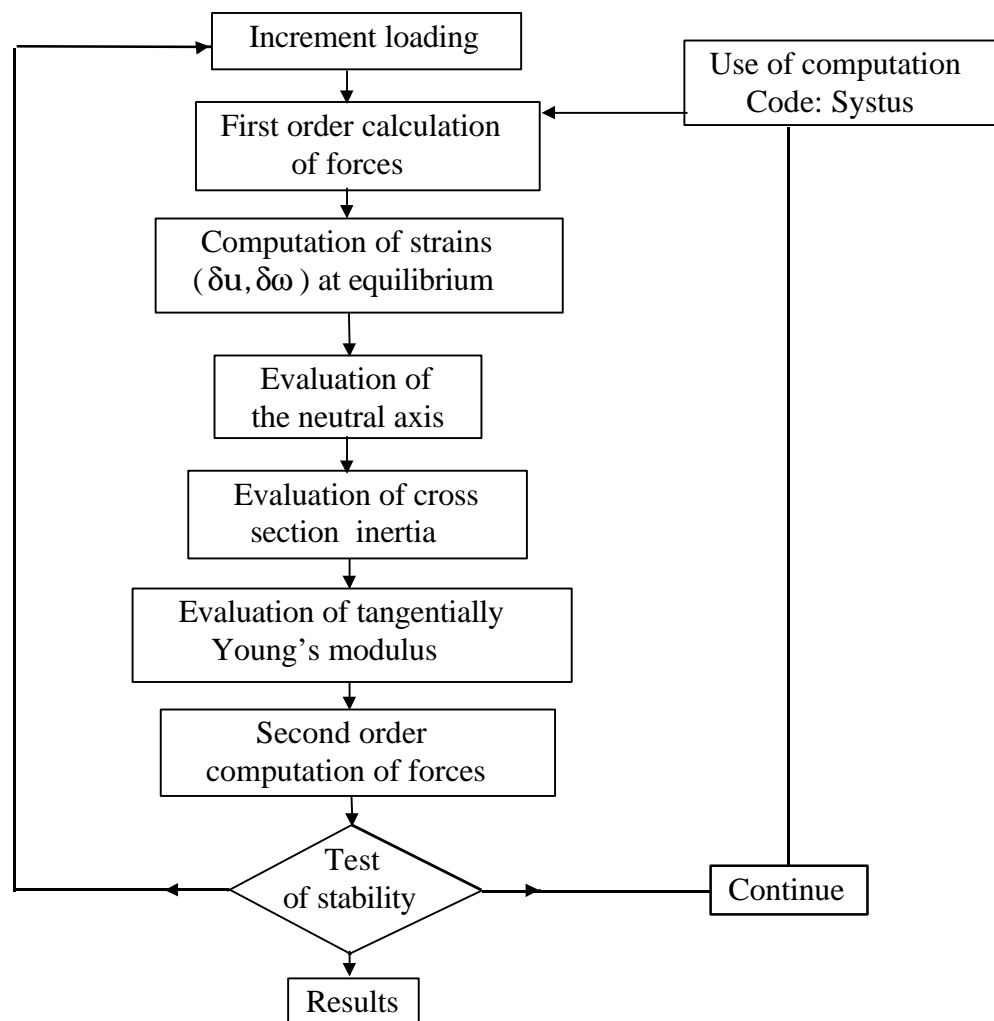 Increment loading
Use of computation
Code: Systus
First order calculation
of forces
Computation of strains
(δu, δω) at equilibrium
Evaluation of
the neutral axis
Evaluation of cross
section inertia
Evaluation of tangentially
Young’s modulus
Second order
computation of forces
Test
of stability
Continue
Results